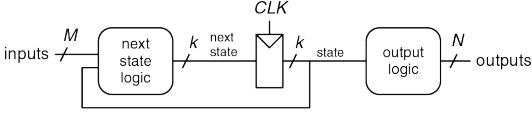 CLK
inputs
M
next
state
logic
k
next
state
k
state
output
logic
N
outputs